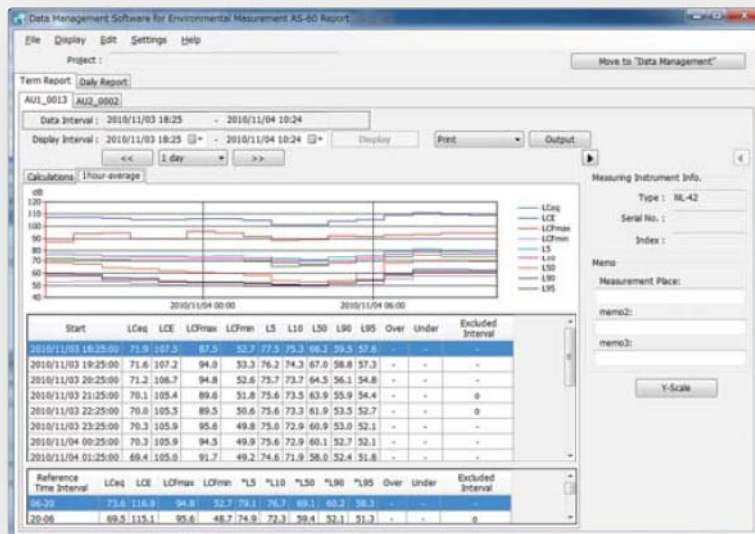 Data Management Software for Environmental Mesurement AS-60 Report
File Display Edit Settings Help
Project :
Move to "Data Management"
Term Report Daily Report
AU1_0013 AU2_0002
Data Interval : 2010/11/03 18:25 - 2010/11/04 10:24
Display Interval : 2010/11/03 18:25 - 2010/11/04 10:24 Display Print Output
<< 1 day >>
Calculations 1hour-average
Measuring Instrument Info.
Type : NL-42
Serial No. :
Index :
Memo
Measurement Place:
memo2:
memo3:
Y-Scale
dB
120
110
100
90
80
70
60
50
40
2010/11/04 00:00 2010/11/04 06:00
LCeq
LCE
LCFmax
LCFmin
L5
L10
L50
L90
L95
Start LCeq LCE LCFmax LCFmin L5 L10 L50 L90 L95 Over Under Excluded Interval
2010/11/03 18:25:00 71.9 107.5 87.5 52.7 77.5 75.3 68.2 59.5 57.6 - - -
2010/11/03 19:25:00 71.6 107.2 94.0 53.3 76.2 74.3 67.0 58.8 57.3 - - -
2010/11/03 20:25:00 71.2 106.7 94.8 52.6 75.7 73.7 64.5 56.1 54.8 - - -
2010/11/03 21:25:00 70.1 105.4 89.6 51.8 75.6 73.5 63.9 55.9 54.4 - - o
2010/11/03 22:25:00 70.0 105.5 89.5 50.6 75.6 73.3 61.9 53.5 52.7 - - o
2010/11/03 23:25:00 70.3 105.9 95.6 49.8 75.0 72.9 60.9 53.0 52.1 - - -
2010/11/04 00:25:00 70.3 105.9 94.5 49.9 75.6 72.9 60.1 52.7 52.1 - - -
2010/11/04 01:25:00 69.4 105.0 91.7 49.2 74.6 71.9 58.0 52.4 51.8 - - -
Reference Time Interval LCeq LCE LCFmax LCFmin *L5 *L10 *L50 *L90 *L95 Over Under Excluded Interval
06-20 73.6 116.9 94.8 52.7 79.1 76.7 69.1 60.2 58.3 - - -
20-06 69.5 115.1 95.6 48.7 74.9 72.3 59.4 52.1 51.3 - - o